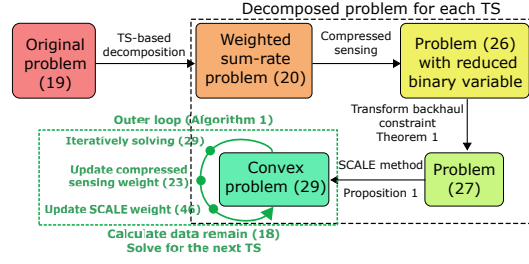 Decomposed problem for each TS
Original
problem
(19)
TS-based
decomposition
Weighted
sum-rate
problem (20)
Compressed
sensing
Problem (26)
with reduced
binary variable
Transform backhaul
constraint
Theorem 1
Problem
(27)
SCALE method
Proposition 1
Convex
problem (29)
Outer loop (Algorithm 1)
Iteratively solving (29)
Update compressed
sensing weight (23)
Update SCALE weight (46)
Calculate data remain (18)
Solve for the next TS